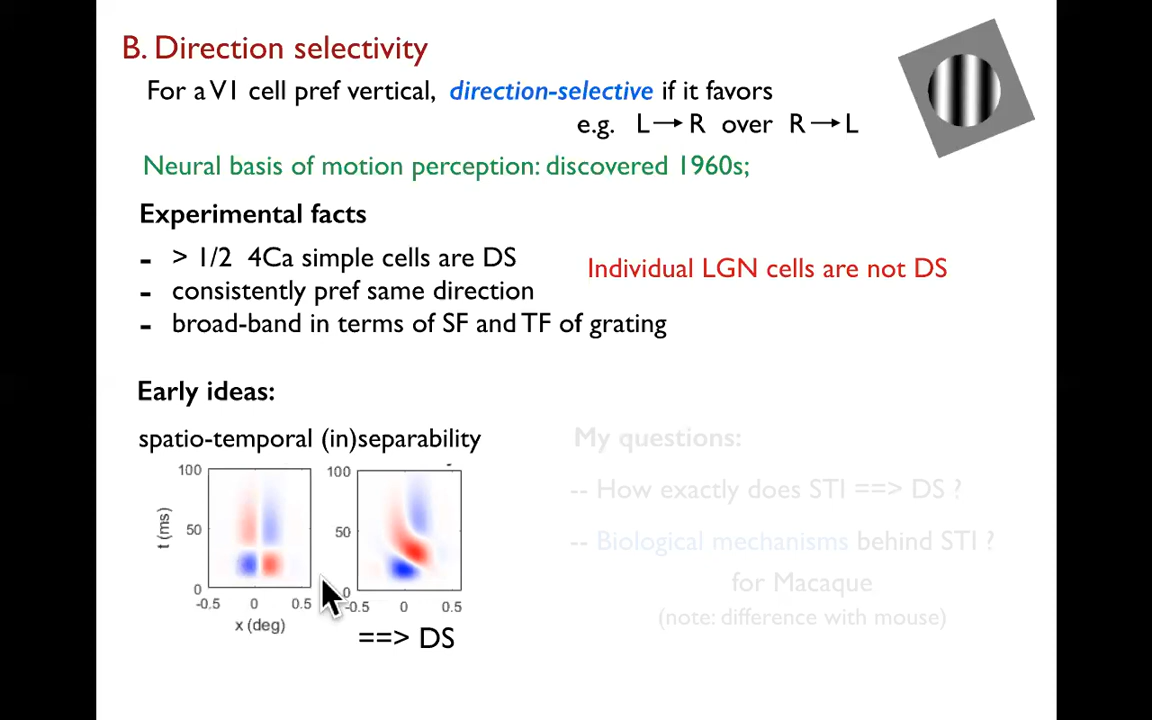 B. Direction selectivity
For a V1 cell pref vertical, direction-selective if it favors
e.g. L→R over R→L
Neural basis of motion perception: discovered 1960s;
Experimental facts
- > 1/2 4Ca simple cells are DS
Individual LGN cells are not DS
- consistently pref same direction
- broad-band in terms of SF and TF of grating
Early ideas:
spatio-temporal (in)separability
My questions:
-- How exactly does STI ==> DS ?
-- Biological mechanisms behind STI ?
for Macaque
(note: difference with mouse)
100
50
0
t (ms)
-0.5 0 0.5
x (deg)
100
50
0
-0.5 0 0.5
==> DS